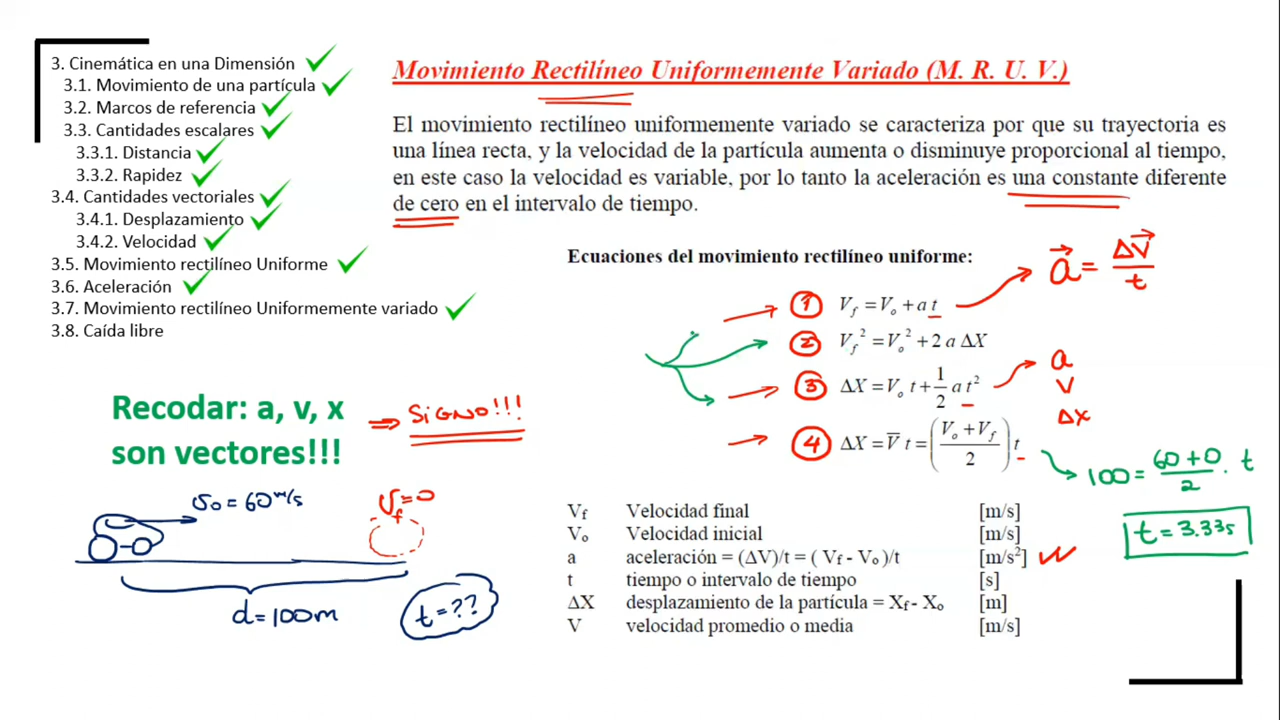 3. Cinemática en una Dimensión
3.1. Movimiento de una partícula
3.2. Marcos de referencia
3.3. Cantidades escalares
3.3.1. Distancia
3.3.2. Rapidez
3.4. Cantidades vectoriales
3.4.1. Desplazamiento
3.4.2. Velocidad
3.5. Movimiento rectilíneo Uniforme
3.6. Aceleración
3.7. Movimiento rectilíneo Uniformemente variado
3.8. Caída libre
Recodar: a, v, x
son vectores!!!
⇒ SIGNO!!!
υ₀ = 60 m/s
υf = 0
d = 100m
t = ??
Movimiento Rectilíneo Uniformemente Variado (M. R. U. V.)
El movimiento rectilíneo uniformemente variado se caracteriza por que su trayectoria es
una línea recta, y la velocidad de la partícula aumenta o disminuye proporcional al tiempo,
en este caso la velocidad es variable, por lo tanto la aceleración es una constante diferente
de cero en el intervalo de tiempo.
Ecuaciones del movimiento rectilíneo uniforme:
a⃗ = ΔV⃗ / t
1 Vf = Vo + a t
2 Vf² = Vo² + 2 a ΔX
3 ΔX = Vo t + 1/2 a t²
a
V
ΔX
4 ΔX = V̅ t = (Vo + Vf / 2) t
100 = 60 + 0 / 2 · t
t = 3.33s
Vf Velocidad final [m/s]
Vo Velocidad inicial [m/s]
a aceleración = (ΔV)/t = ( Vf - Vo )/t [m/s²]
t tiempo o intervalo de tiempo [s]
ΔX desplazamiento de la partícula = Xf - Xo [m]
V velocidad promedio o media [m/s]